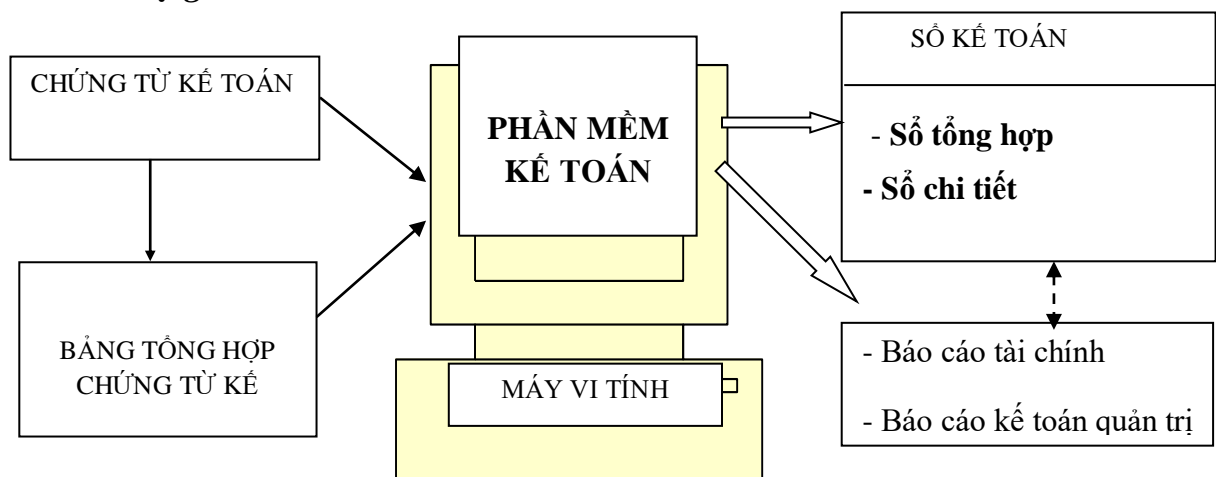 CHỨNG TỪ KẾ TOÁN
BẢNG TỔNG HỢP
CHỨNG TỪ KẾ
PHẦN MỀM
KẾ TOÁN
MÁY VI TÍNH
SỔ KẾ TOÁN
- Sổ tổng hợp
- Sổ chi tiết
- Báo cáo tài chính
- Báo cáo kế toán quản trị